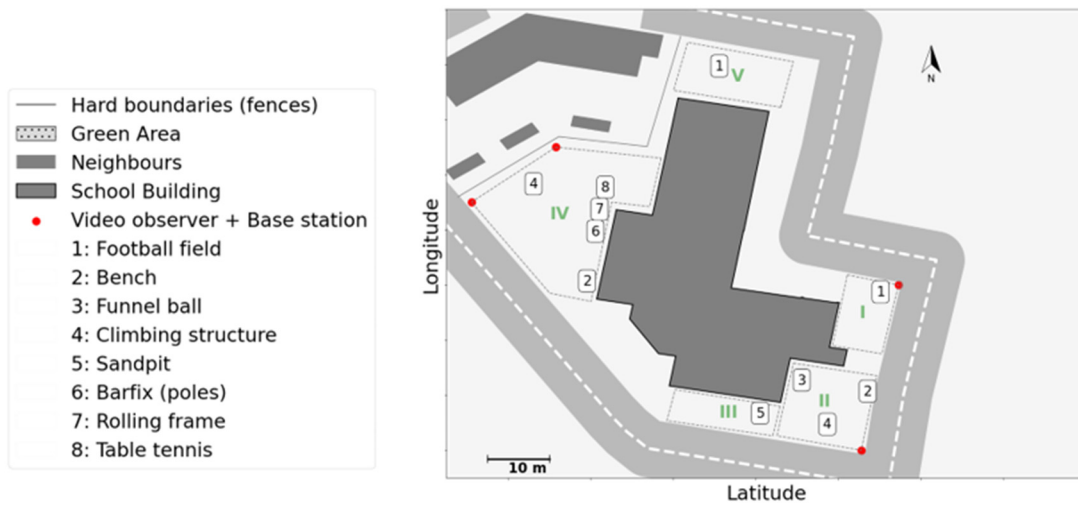 Hard boundaries (fences)
Green Area
Neighbours
School Building
Video observer + Base station
1: Football field
2: Bench
3: Funnel ball
4: Climbing structure
5: Sandpit
6: Barfix (poles)
7: Rolling frame
8: Table tennis
Longitude
1
V
N
4
8
7
IV
6
2
1
I
3
2
II
III
5
4
10 m
Latitude